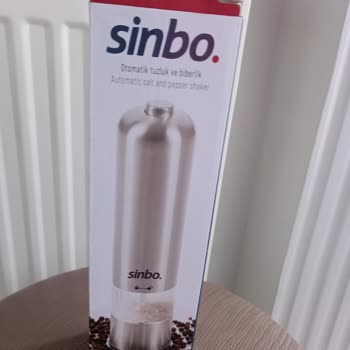 sinbo.
Otomatik tuzluk ve biberlik
Automatic salt and pepper shaker
sinbo.